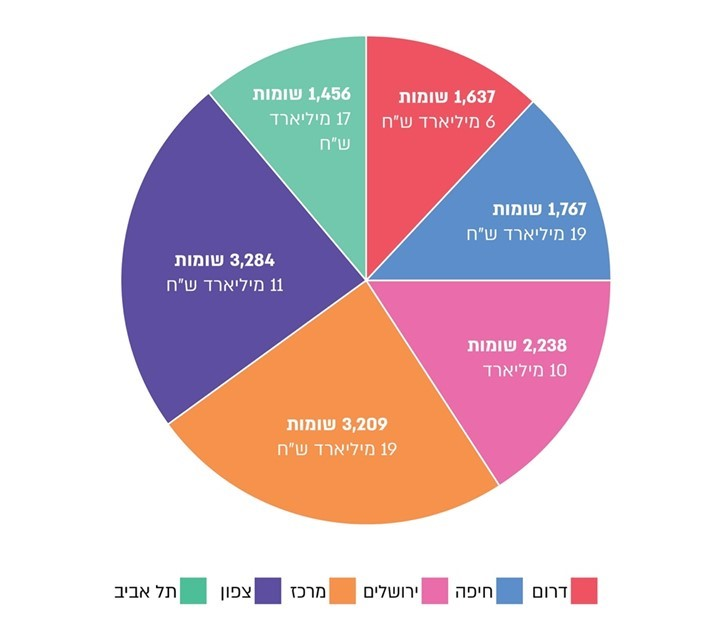 1,637 שומות
6 מיליארד ש"ח
1,767 שומות
19 מיליארד ש"ח
2,238 שומות
10 מיליארד
3,209 שומות
19 מיליארד ש"ח
3,284 שומות
11 מיליארד ש"ח
1,456 שומות
17 מיליארד
ש"ח
דרום חיפה ירושלים מרכז צפון תל אביב